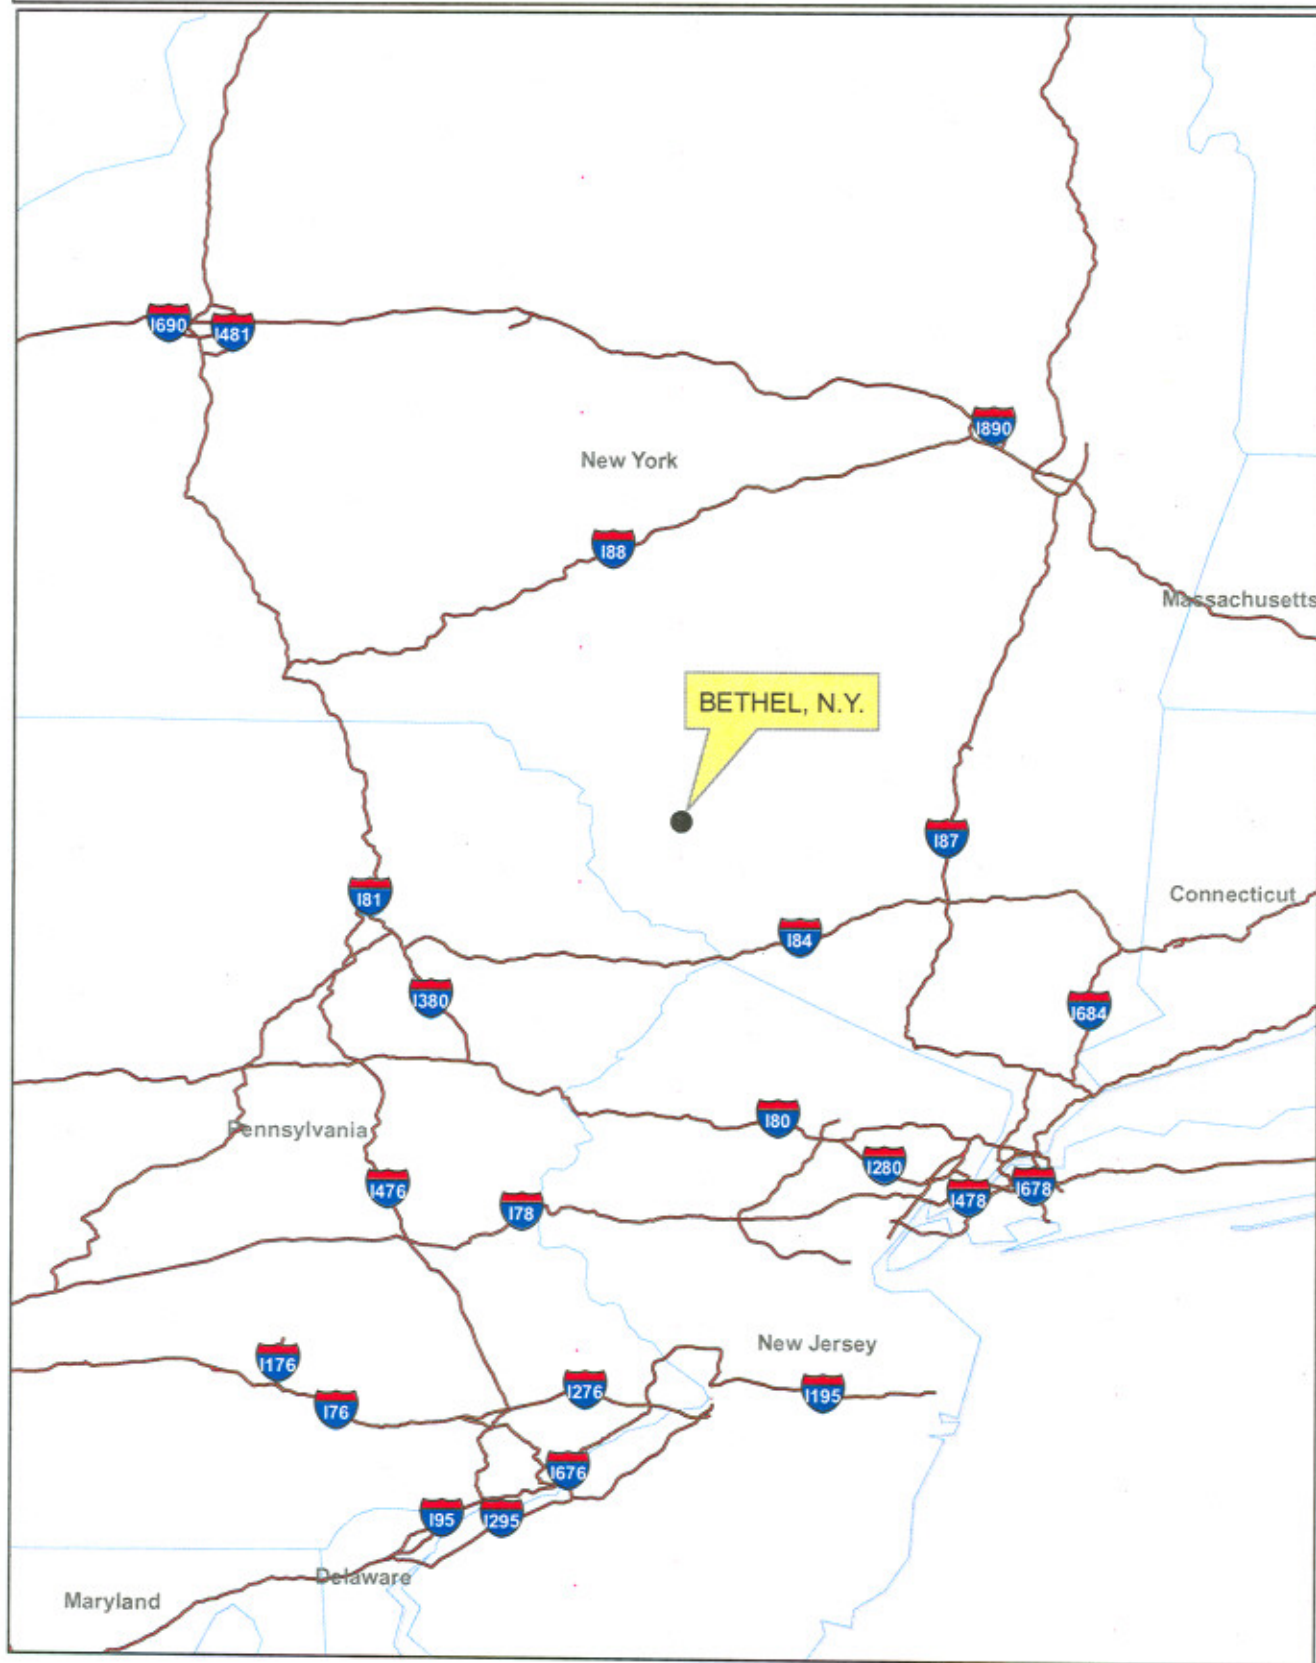 I690
I481
I890
New York
I88
Massachusetts
BETHEL, N.Y.
I87
I81
Connecticut
I84
I380
I684
I80
Pennsylvania
I280
I476
I678
I478
I78
New Jersey
I176
I276
I195
I76
I676
I95
I295
Delaware
Maryland